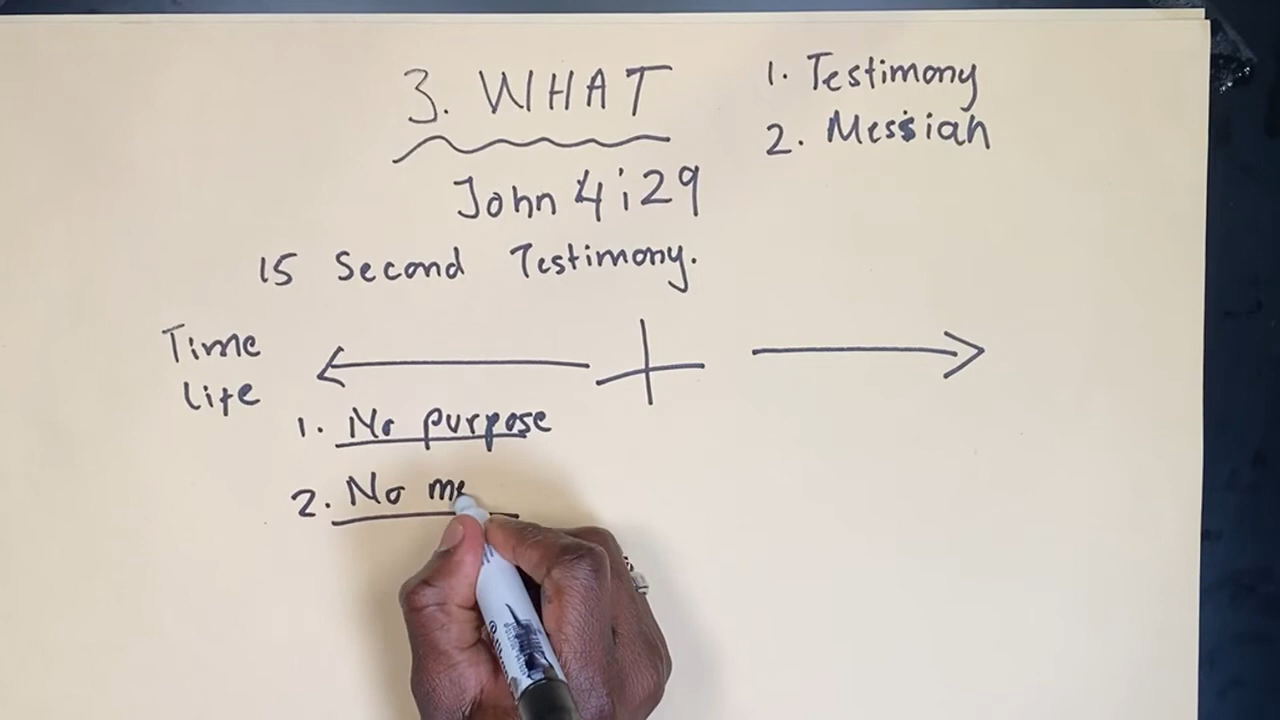 3. WHAT
1. Testimony
2. Messiah
John 4:29
15 Second Testimony.
Time
life
1. No purpose
2. No me